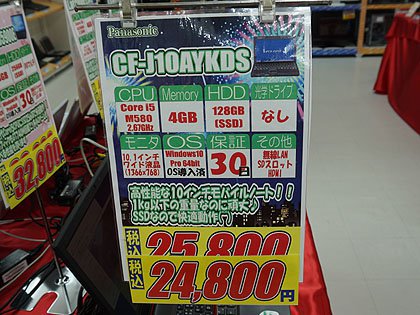 Panasonic
CF-J10AYKDS
CPU Memory HDD 光学ドライブ
Core i5 M580 2.67GHz 4GB 128GB (SSD) なし
モニタ OS 保証 その他
10.1インチ ワイド液晶 (1366x768) Windows10 Pro 64bit OS導入済 30日 無線LAN SDスロット HDMI
高性能な10インチモバイルノート!!
1kg以下の重量なのに頑丈♪
SSDなので快適動作(^^)
税込 25,800
税込 24,800円
32,800